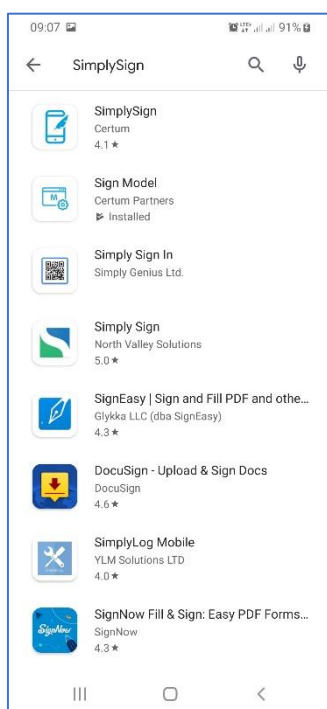 09:07 91%
SimplySign
SimplySign
Certum
4.1 ★
Sign Model
Certum Partners
Installed
Simply Sign In
Simply Genius Ltd.
Simply Sign
North Valley Solutions
5.0 ★
SignEasy | Sign and Fill PDF and othe...
Glykka LLC (dba SignEasy)
4.3 ★
DocuSign - Upload & Sign Docs
DocuSign
4.6 ★
SimplyLog Mobile
YLM Solutions LTD
4.0 ★
SignNow Fill & Sign: Easy PDF Forms...
SignNow
SignNow
4.3 ★